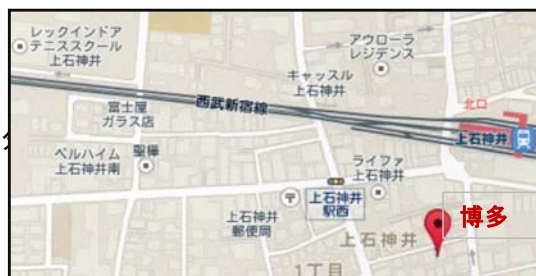 レックインドア
テニススクール
上石神井
アウローラ
レジデンス
キャッスル
上石神井
北口
富士屋
ガラス店
西武新宿線
上石神井
ベルハイム
上石神井南
聖樺
ライファ
上石神井
上石神井
駅西
上石神井
郵便局
博多
上石神井
1丁目